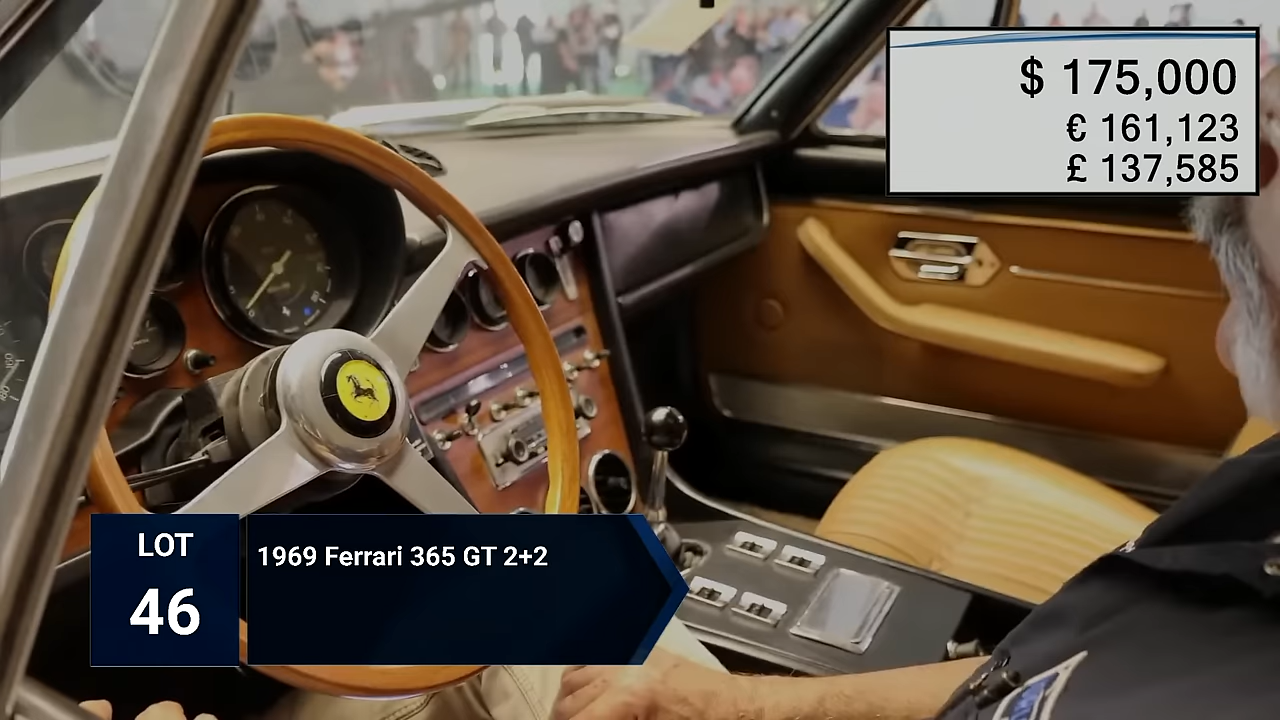 $ 175,000
€ 161,123
£ 137,585
LOT
46
1969 Ferrari 365 GT 2+2